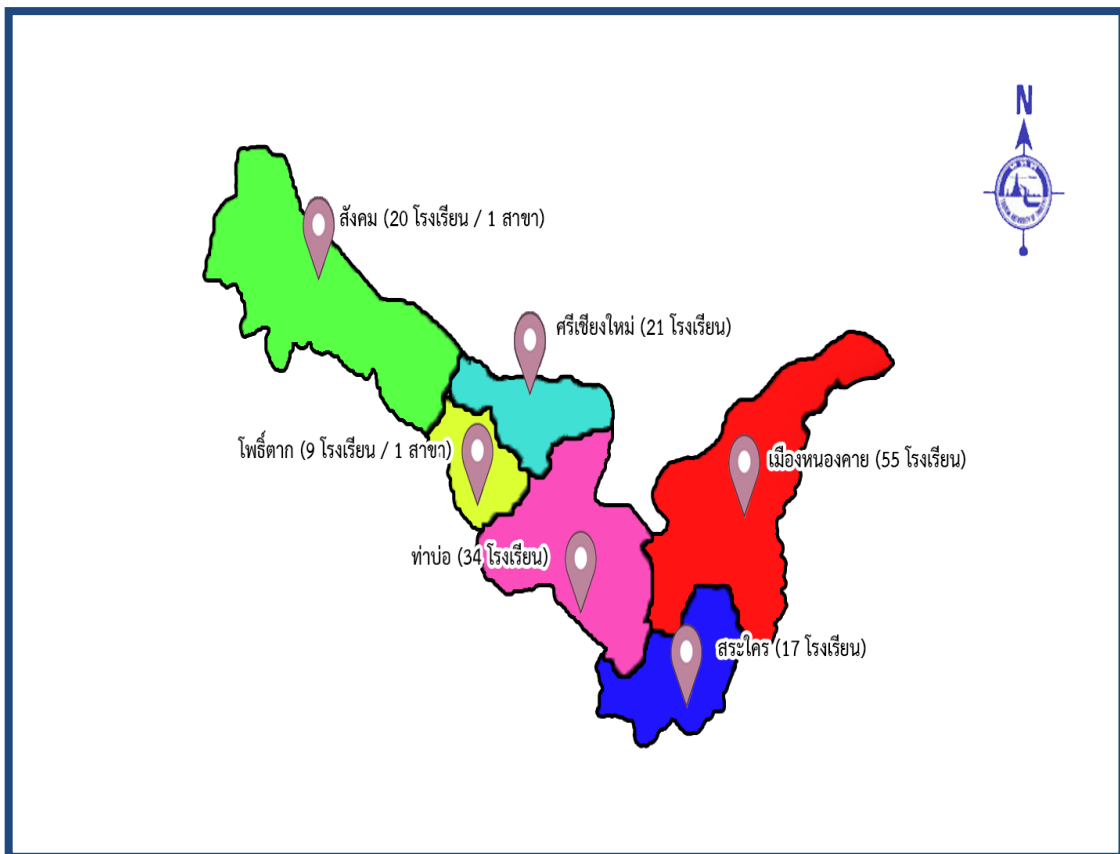 N
สังคม (20 โรงเรียน / 1 สาขา)
ศรีเชียงใหม่ (21 โรงเรียน)
โพธิ์ตาก (9 โรงเรียน / 1 สาขา)
เมืองหนองคาย (55 โรงเรียน)
ท่าบ่อ (34 โรงเรียน)
สระใคร (17 โรงเรียน)